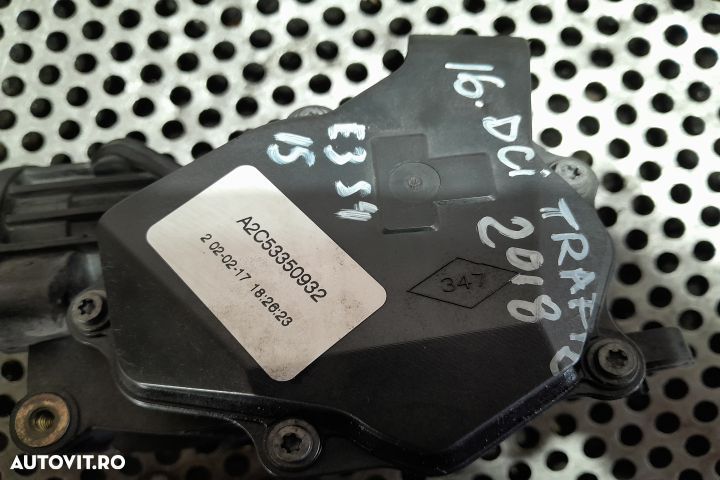 16. DCi TRAFIC
2018
E3 S4
15
A2C53350932
2 02-02-17 18:26:23
347
AUTOVIT.RO